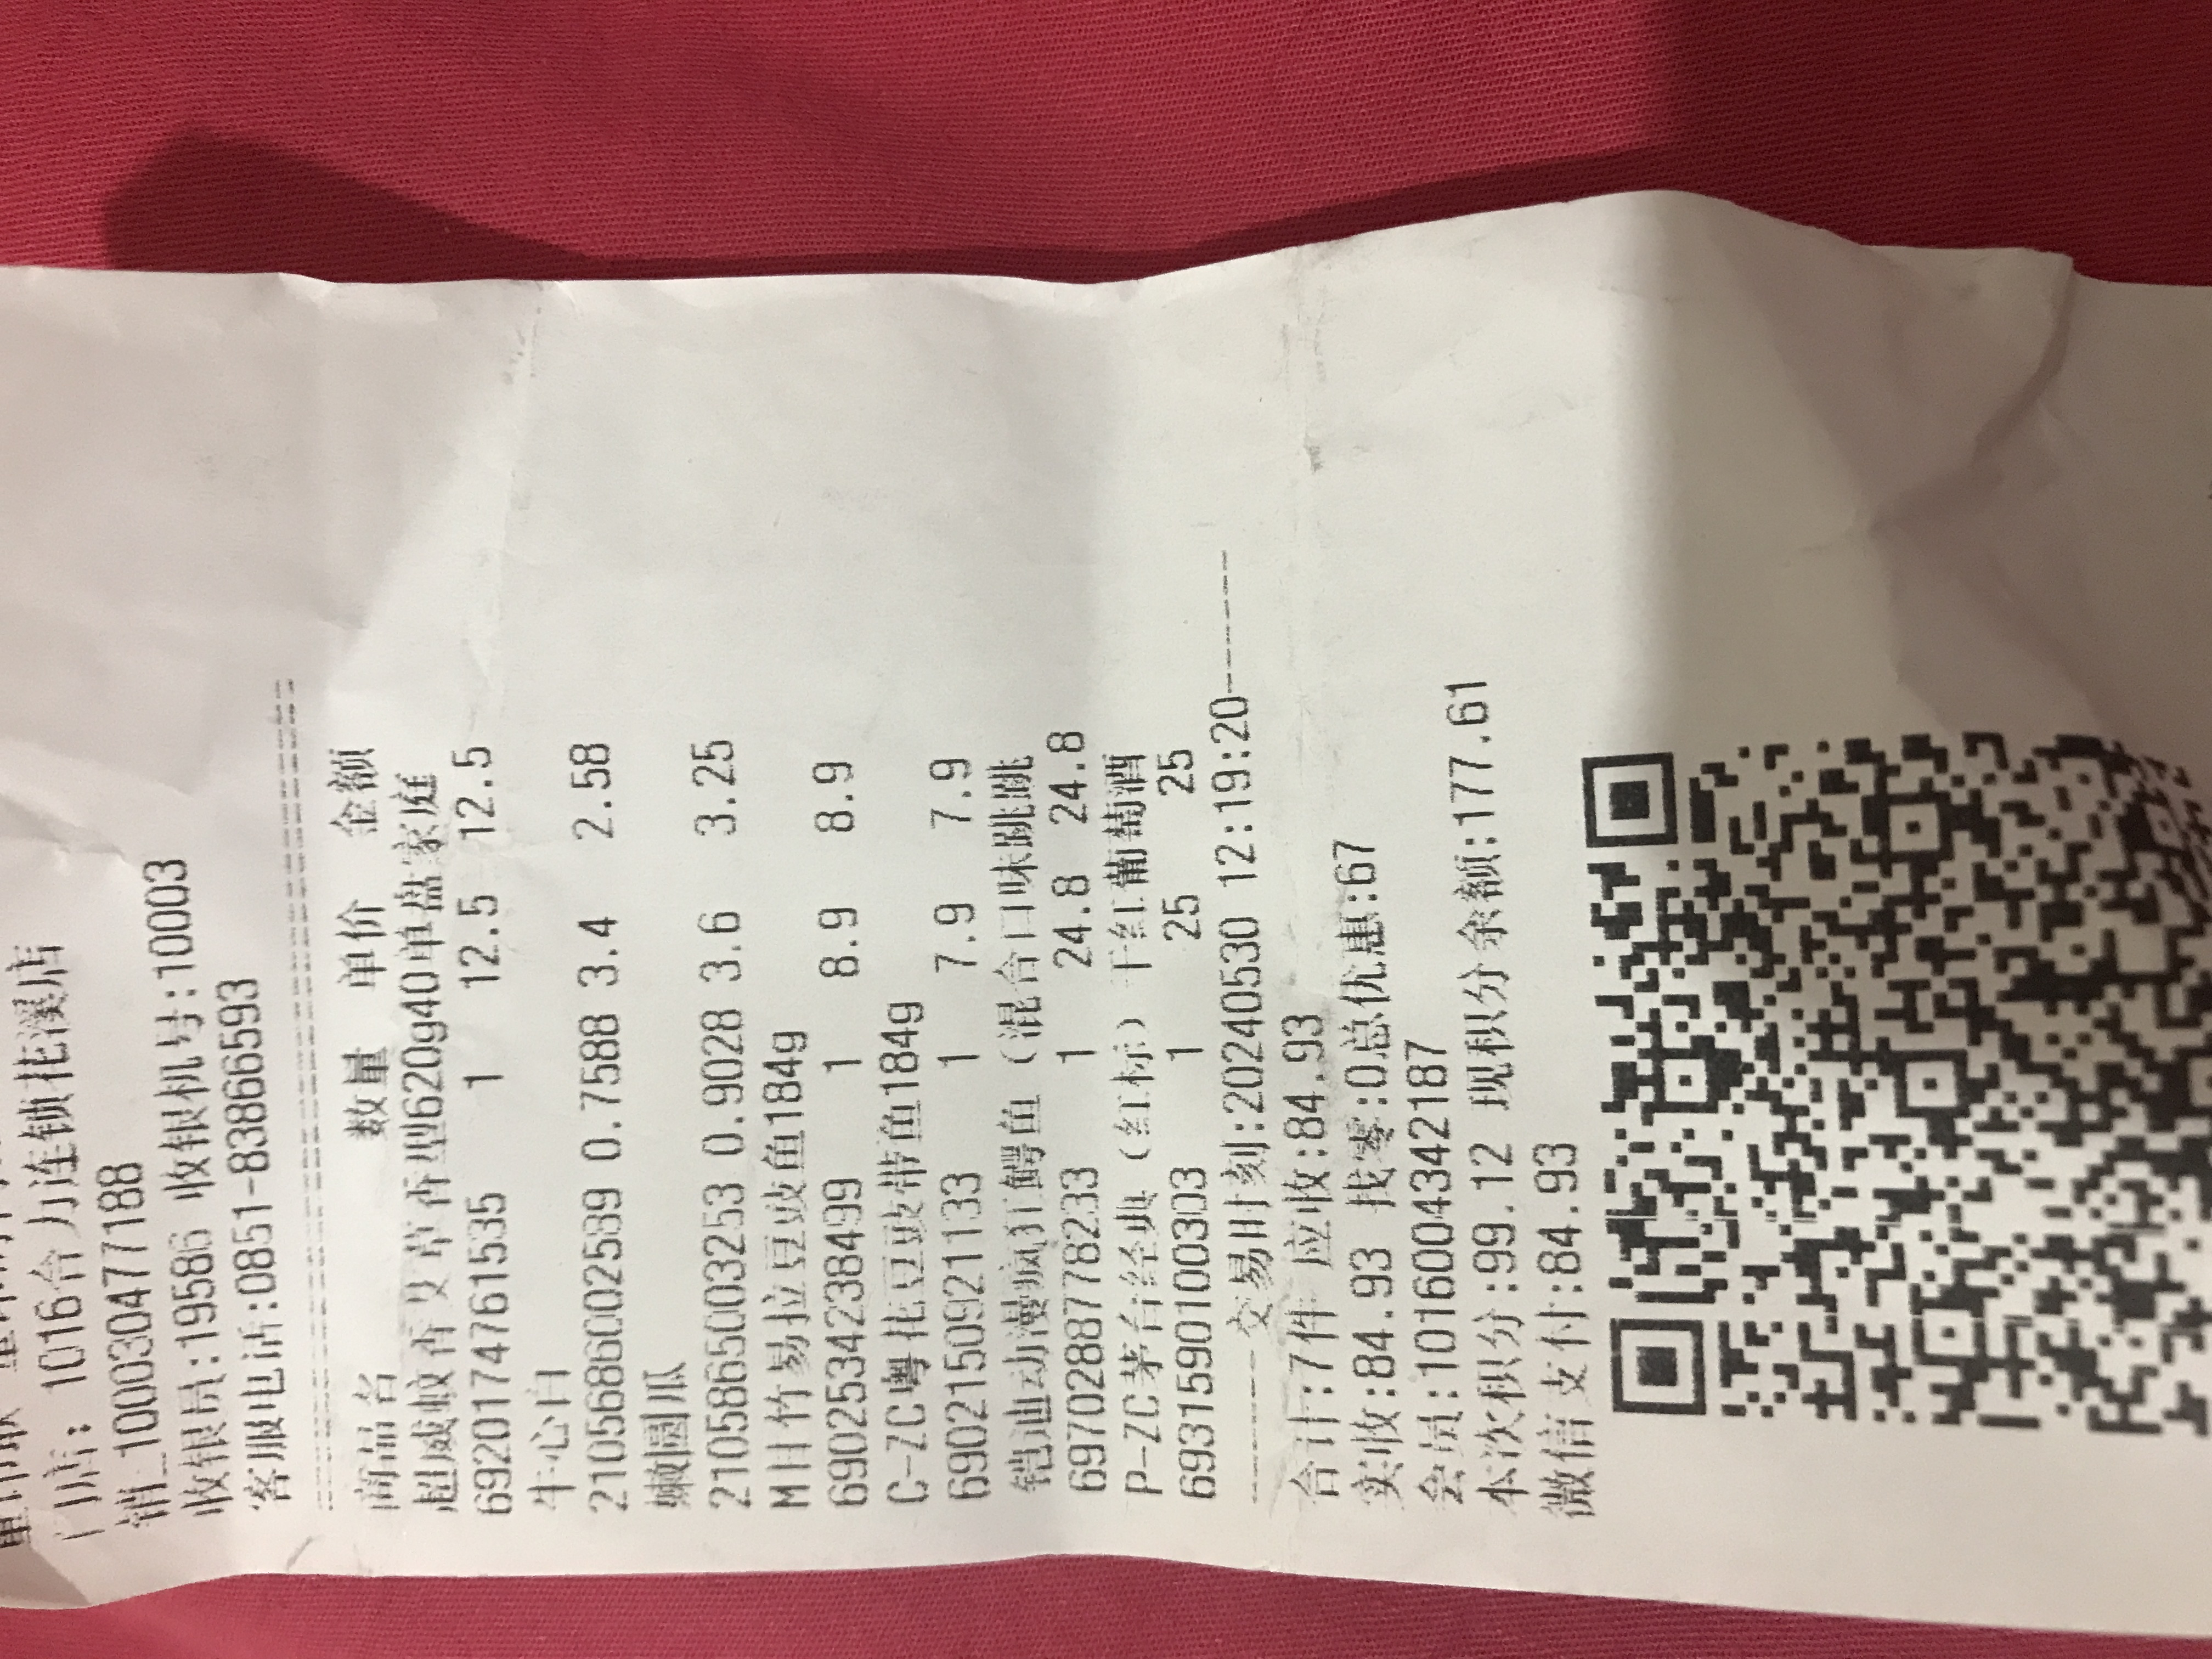 门店: 1016合力连锁花溪店
销_10003047７188
收银员:19586 收银机号:10003
客服电话:0851-83866593
商品名 数量 单价 金额
超威蚊香艾草香型620g40单盘家庭
6920174761535 1 12.5 12.5
牛心白
2105686002589 0.7588 3.4 2.58
嫩圆瓜
2105865003253 0.9028 3.6 3.25
MH竹易拉豆豉鱼184g
6902534238499 1 8.9 8.9
C-ZC粤花豆豉带鱼184g
6902150921133 1 7.9 7.9
铠迪动漫疯狂鳄鱼（混合口味跳跳
6970288778233 1 24.8 24.8
P-ZC茅台经典（红标）干红葡萄酒
6931590100303 1 25 25
------交易时刻:20240530 12:19:20------
合计:7件 应收:84.93
实收:84.93 找零:0总优惠:67
会员:1016004342187
本次积分:99.12 现积分余额:177.61
微信支付:84.93